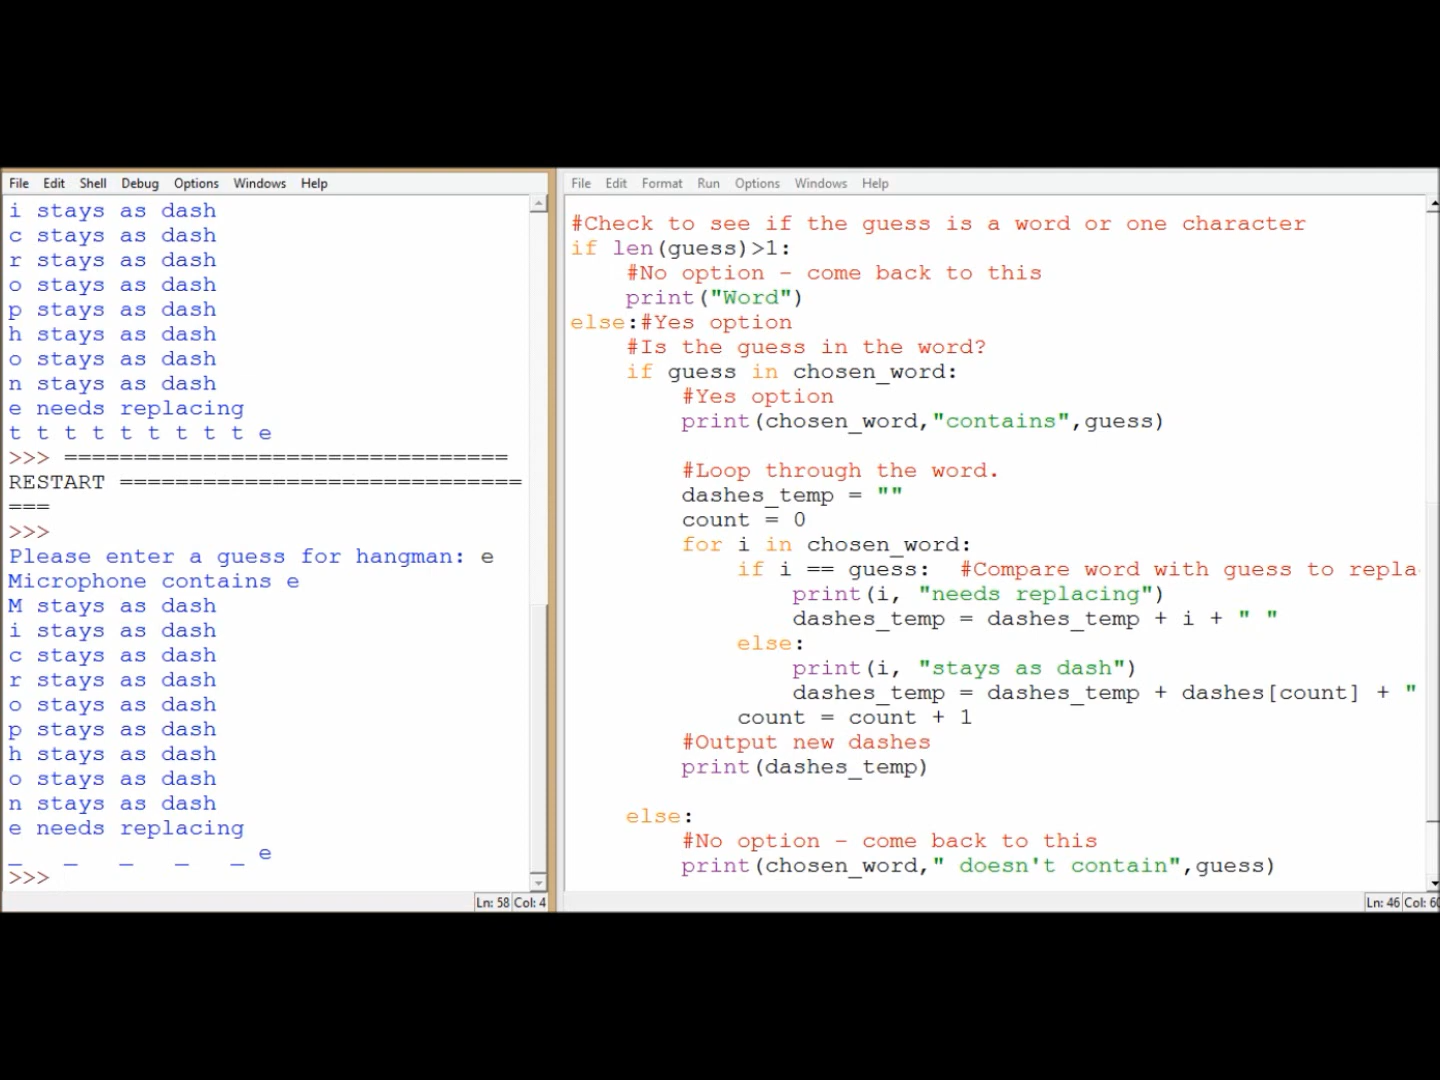 File Edit Shell Debug Options Windows Help
i stays as dash
c stays as dash
r stays as dash
o stays as dash
p stays as dash
h stays as dash
o stays as dash
n stays as dash
e needs replacing
t t t t t t t t t e
>>> ================================
RESTART =============================
===
>>>
Please enter a guess for hangman: e
Microphone contains e
M stays as dash
i stays as dash
c stays as dash
r stays as dash
o stays as dash
p stays as dash
h stays as dash
o stays as dash
n stays as dash
e needs replacing
_   _   _   _   _ e
>>>
Ln: 58 Col: 4
File Edit Format Run Options Windows Help
#Check to see if the guess is a word or one character
if len(guess)>1:
    #No option - come back to this
    print("Word")
else:#Yes option
    #Is the guess in the word?
    if guess in chosen_word:
        #Yes option
        print(chosen_word,"contains",guess)
        #Loop through the word.
        dashes_temp = ""
        count = 0
        for i in chosen_word:
            if i == guess:  #Compare word with guess to repla
                print(i, "needs replacing")
                dashes_temp = dashes_temp + i + " "
            else:
                print(i, "stays as dash")
                dashes_temp = dashes_temp + dashes[count] + "
            count = count + 1
        #Output new dashes
        print(dashes_temp)
    else:
        #No option - come back to this
        print(chosen_word," doesn't contain",guess)
Ln: 46 Col: 60